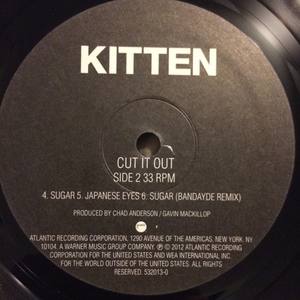 KITTEN
CUT IT OUT
SIDE 2 33 RPM
4. SUGAR 5. JAPANESE EYES 6. SUGAR (BANDAYDE REMIX)
PRODUCED BY CHAD ANDERSON / GAVIN MACKILLOP
ATLANTIC RECORDING CORPORATION, 1290 AVENUE OF THE AMERICAS, NEW YORK, NY
10104. A WARNER MUSIC GROUP COMPANY. ℗ © 2012 ATLANTIC RECORDING
CORPORATION FOR THE UNITED STATES AND WEA INTERNATIONAL INC.
FOR THE WORLD OUTSIDE OF THE UNITED STATES. ALL RIGHTS
RESERVED. 532013-0